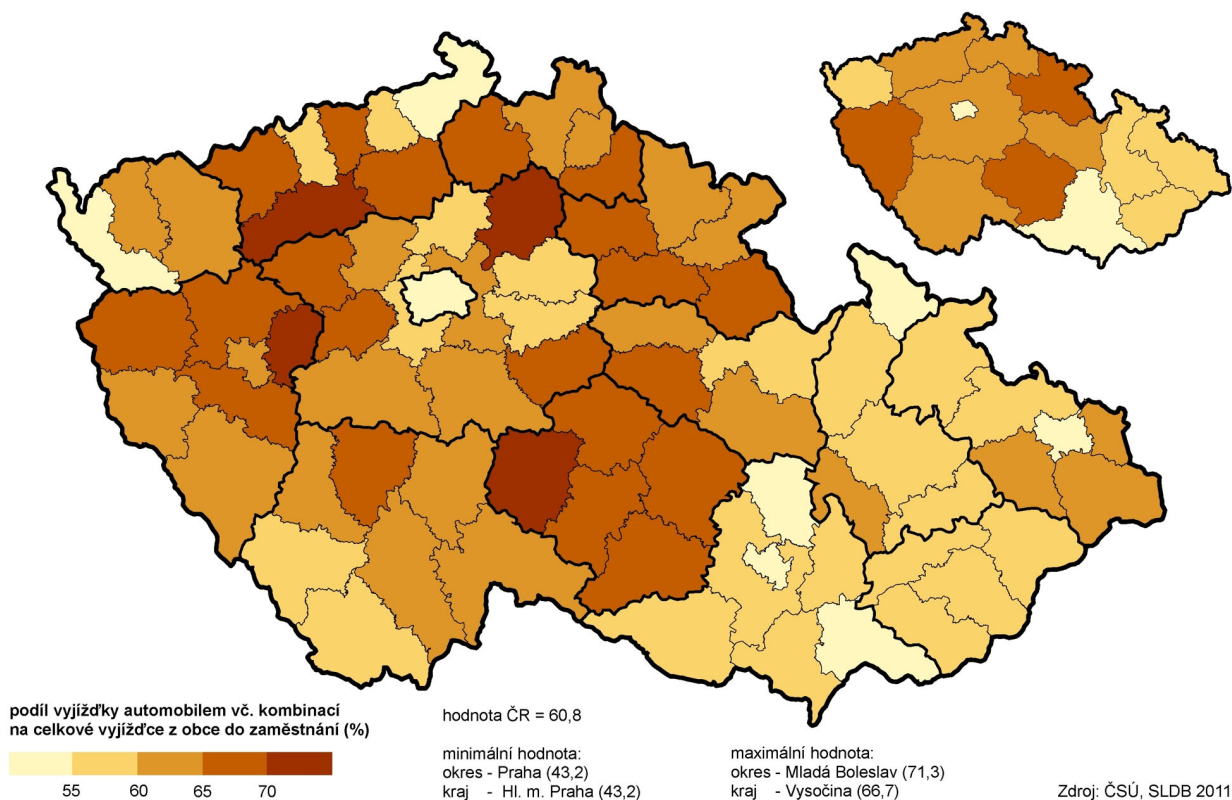 podíl vyjížďky automobilem vč. kombinací
na celkové vyjížďce z obce do zaměstnání (%)
55 60 65 70
hodnota ČR = 60,8
minimální hodnota:
okres - Praha (43,2)
kraj - Hl. m. Praha (43,2)
maximální hodnota:
okres - Mladá Boleslav (71,3)
kraj - Vysočina (66,7)
Zdroj: ČSÚ, SLDB 2011